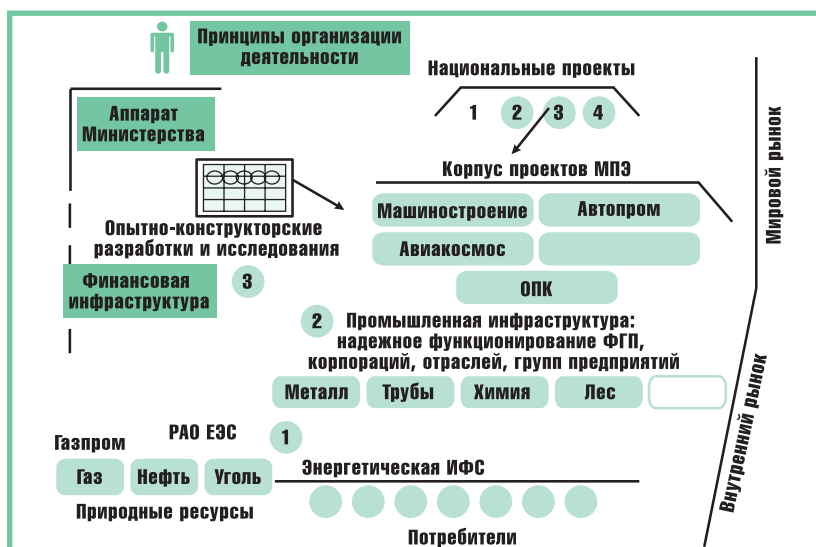 Принципы организации
деятельности
Национальные проекты
1 2 3 4
Аппарат
Министерства
Корпус проектов МПЭ
Машиностроение
Автопром
Авиакосмос
ОПК
Опытно-конструкторские
разработки и исследования
Финансовая
инфраструктура
3
2 Промышленная инфраструктура:
надежное функционирование ФГП,
корпораций, отраслей, групп предприятий
Металл
Трубы
Химия
Лес
Мировой рынок
Внутренний рынок
Газпром
РАО ЕЭС
1
Газ
Нефть
Уголь
Природные ресурсы
Энергетическая ИФС
Потребители